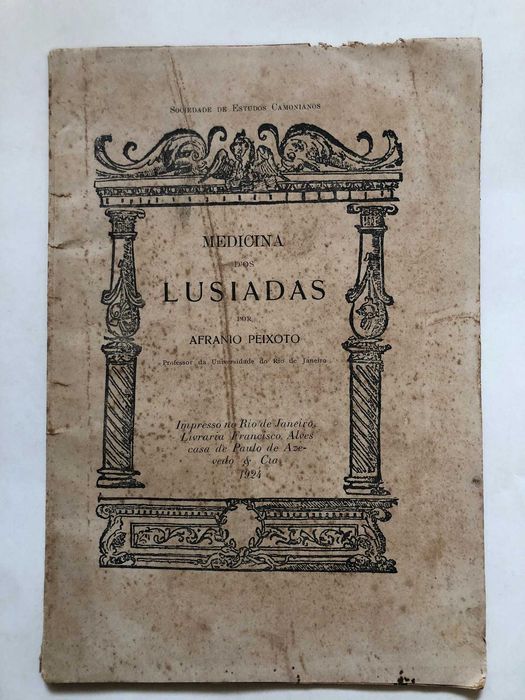 Sociedade de Estudos Camonianos
MEDICINA
D'OS
LUSIADAS
POR
AFRANIO PEIXOTO
Professor da Universidade do Rio de Janeiro
Impresso no Rio de Janeiro,
Livraria Francisco Alves
casa de Paulo de Aze-
vedo & Cia
1924